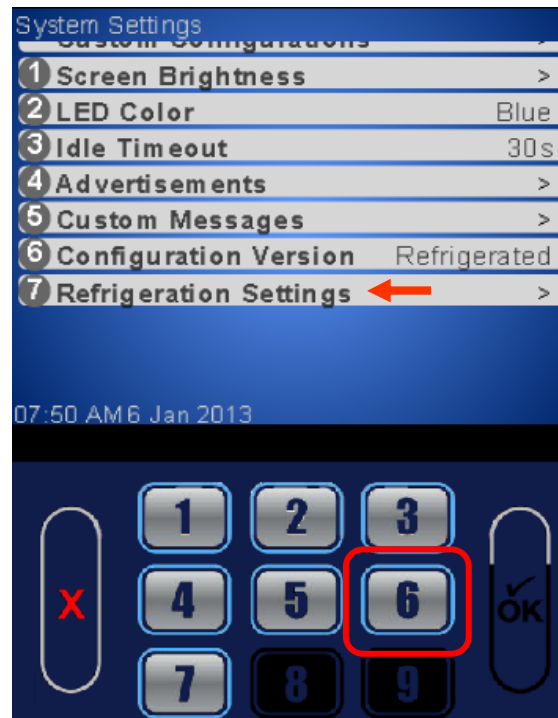 System Settings
Custom Configurations >
1 Screen Brightness >
2 LED Color Blue
3 Idle Timeout 30s
4 Advertisements >
5 Custom Messages >
6 Configuration Version Refrigerated
7 Refrigeration Settings >
07:50 AM 6 Jan 2013
1 2 3
X 4 5 6 OK
7 8 9